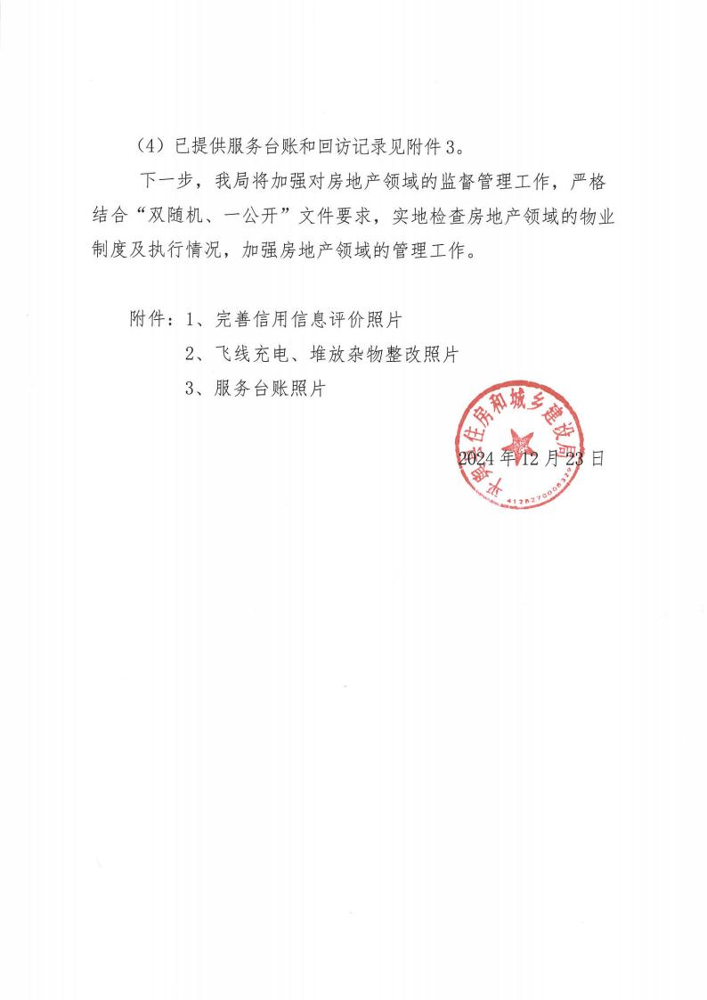 （4）已提供服务台账和回访记录见附件3。
下一步，我局将加强对房地产领域的监督管理工作，严格
结合“双随机、一公开”文件要求，实地检查房地产领域的物业
制度及执行情况，加强房地产领域的管理工作。
附件：1、完善信用信息评价照片
2、飞线充电、堆放杂物整改照片
3、服务台账照片
平舆县住房和城乡建设局
2024年12月23日